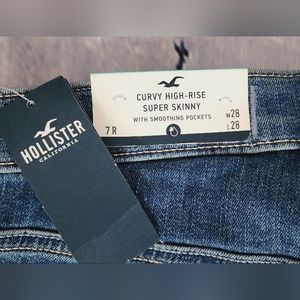 CURVY HIGH-RISE
SUPER SKINNY
WITH SMOOTHING POCKETS
7 R
W28
L28
HOLLISTER
CALIFORNIA